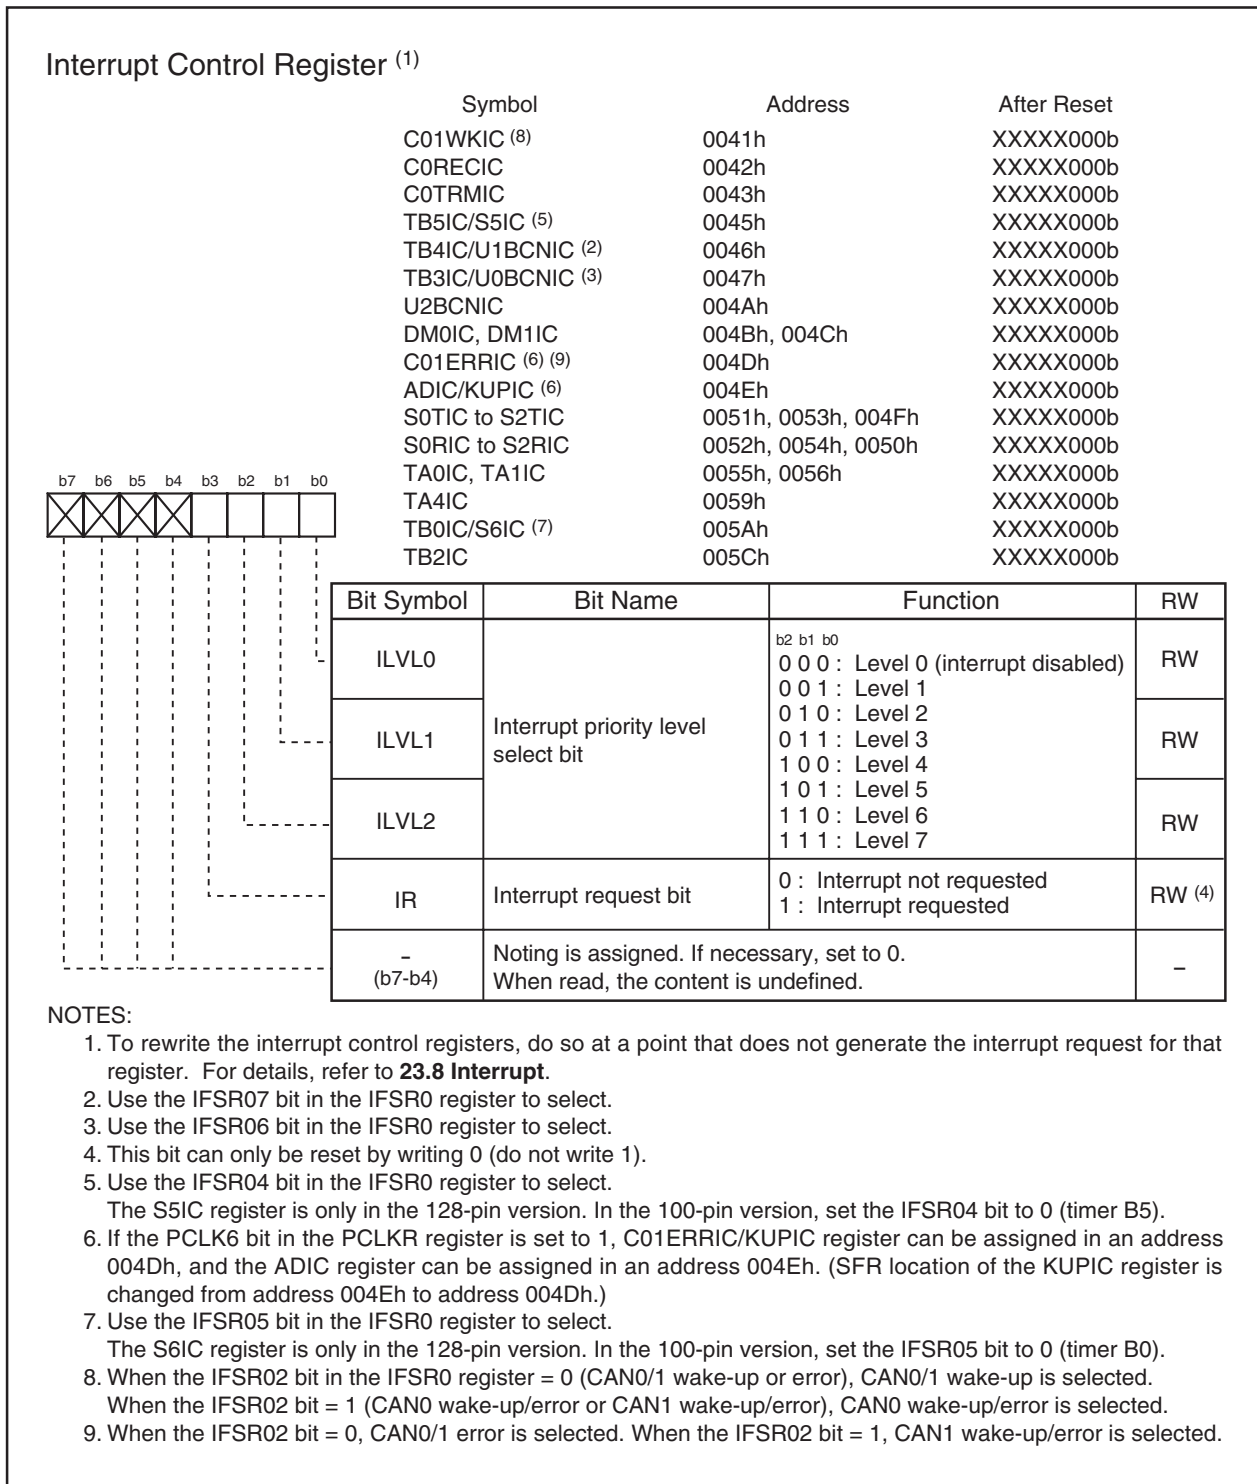 Interrupt Control Register (1)
Symbol Address After Reset
C01WKIC (8) 0041h XXXXX000b
C0RECIC 0042h XXXXX000b
C0TRMIC 0043h XXXXX000b
TB5IC/S5IC (5) 0045h XXXXX000b
TB4IC/U1BCNIC (2) 0046h XXXXX000b
TB3IC/U0BCNIC (3) 0047h XXXXX000b
U2BCNIC 004Ah XXXXX000b
DM0IC, DM1IC 004Bh, 004Ch XXXXX000b
C01ERRIC (6) (9) 004Dh XXXXX000b
ADIC/KUPIC (6) 004Eh XXXXX000b
S0TIC to S2TIC 0051h, 0053h, 004Fh XXXXX000b
S0RIC to S2RIC 0052h, 0054h, 0050h XXXXX000b
TA0IC, TA1IC 0055h, 0056h XXXXX000b
TA4IC 0059h XXXXX000b
TB0IC/S6IC (7) 005Ah XXXXX000b
TB2IC 005Ch XXXXX000b
b7 b6 b5 b4 b3 b2 b1 b0
Bit Symbol Bit Name Function RW
ILVL0 Interrupt priority level select bit RW
b2 b1 b0
0 0 0 : Level 0 (interrupt disabled)
0 0 1 : Level 1
0 1 0 : Level 2
ILVL1 RW
0 1 1 : Level 3
1 0 0 : Level 4
1 0 1 : Level 5
ILVL2 RW
1 1 0 : Level 6
1 1 1 : Level 7
IR Interrupt request bit RW (4)
0 : Interrupt not requested
1 : Interrupt requested
– (b7-b4) –
Noting is assigned. If necessary, set to 0.
When read, the content is undefined.
NOTES:
1. To rewrite the interrupt control registers, do so at a point that does not generate the interrupt request for that
register. For details, refer to 23.8 Interrupt.
2. Use the IFSR07 bit in the IFSR0 register to select.
3. Use the IFSR06 bit in the IFSR0 register to select.
4. This bit can only be reset by writing 0 (do not write 1).
5. Use the IFSR04 bit in the IFSR0 register to select.
The S5IC register is only in the 128-pin version. In the 100-pin version, set the IFSR04 bit to 0 (timer B5).
6. If the PCLK6 bit in the PCLKR register is set to 1, C01ERRIC/KUPIC register can be assigned in an address
004Dh, and the ADIC register can be assigned in an address 004Eh. (SFR location of the KUPIC register is
changed from address 004Eh to address 004Dh.)
7. Use the IFSR05 bit in the IFSR0 register to select.
The S6IC register is only in the 128-pin version. In the 100-pin version, set the IFSR05 bit to 0 (timer B0).
8. When the IFSR02 bit in the IFSR0 register = 0 (CAN0/1 wake-up or error), CAN0/1 wake-up is selected.
When the IFSR02 bit = 1 (CAN0 wake-up/error or CAN1 wake-up/error), CAN0 wake-up/error is selected.
9. When the IFSR02 bit = 0, CAN0/1 error is selected. When the IFSR02 bit = 1, CAN1 wake-up/error is selected.